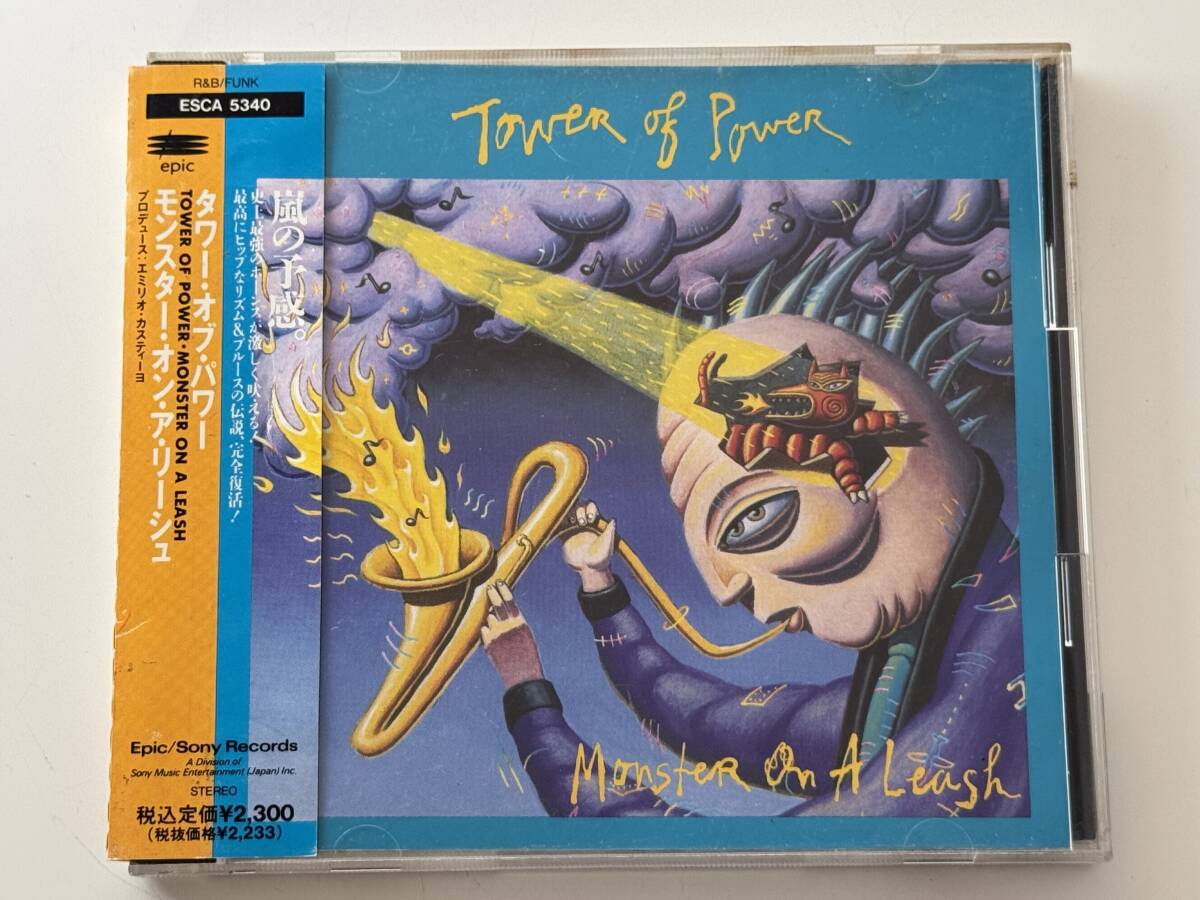 R&B/FUNK
ESCA 5340
epic
タワー・オブ・パワー
TOWER OF POWER・MONSTER ON A LEASH
モンスター・オン・ア・リーシュ
プロデュース:エミリオ・カスティーヨ
嵐の予感。
史上最強のホーンズが激しく吠える!
最高にヒップなリズム&ブルースの伝説、完全復活!
Epic/Sony Records
A Division of
Sony Music Entertainment (Japan) Inc.
STEREO
税込定価¥2,300
(税抜価格¥2,233)
Tower of Power
Monster On A Leash